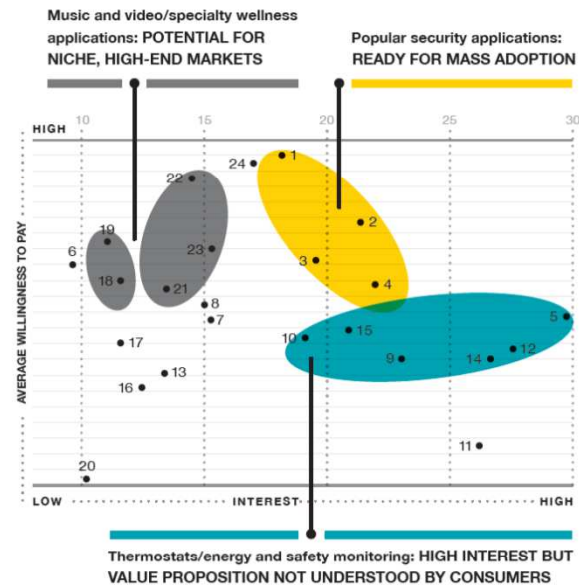 Music and video/specialty wellness
applications: POTENTIAL FOR
NICHE, HIGH-END MARKETS
Popular security applications:
READY FOR MASS ADOPTION
HIGH
10 15 20 25 30
24
1
22
2
19
6
23
3
18
21
4
8
7
5
10
15
17
12
9
14
13
16
11
20
AVERAGE WILLINGNESS TO PAY
LOW INTEREST HIGH
Thermostats/energy and safety monitoring: HIGH INTEREST BUT
VALUE PROPOSITION NOT UNDERSTOOD BY CONSUMERS